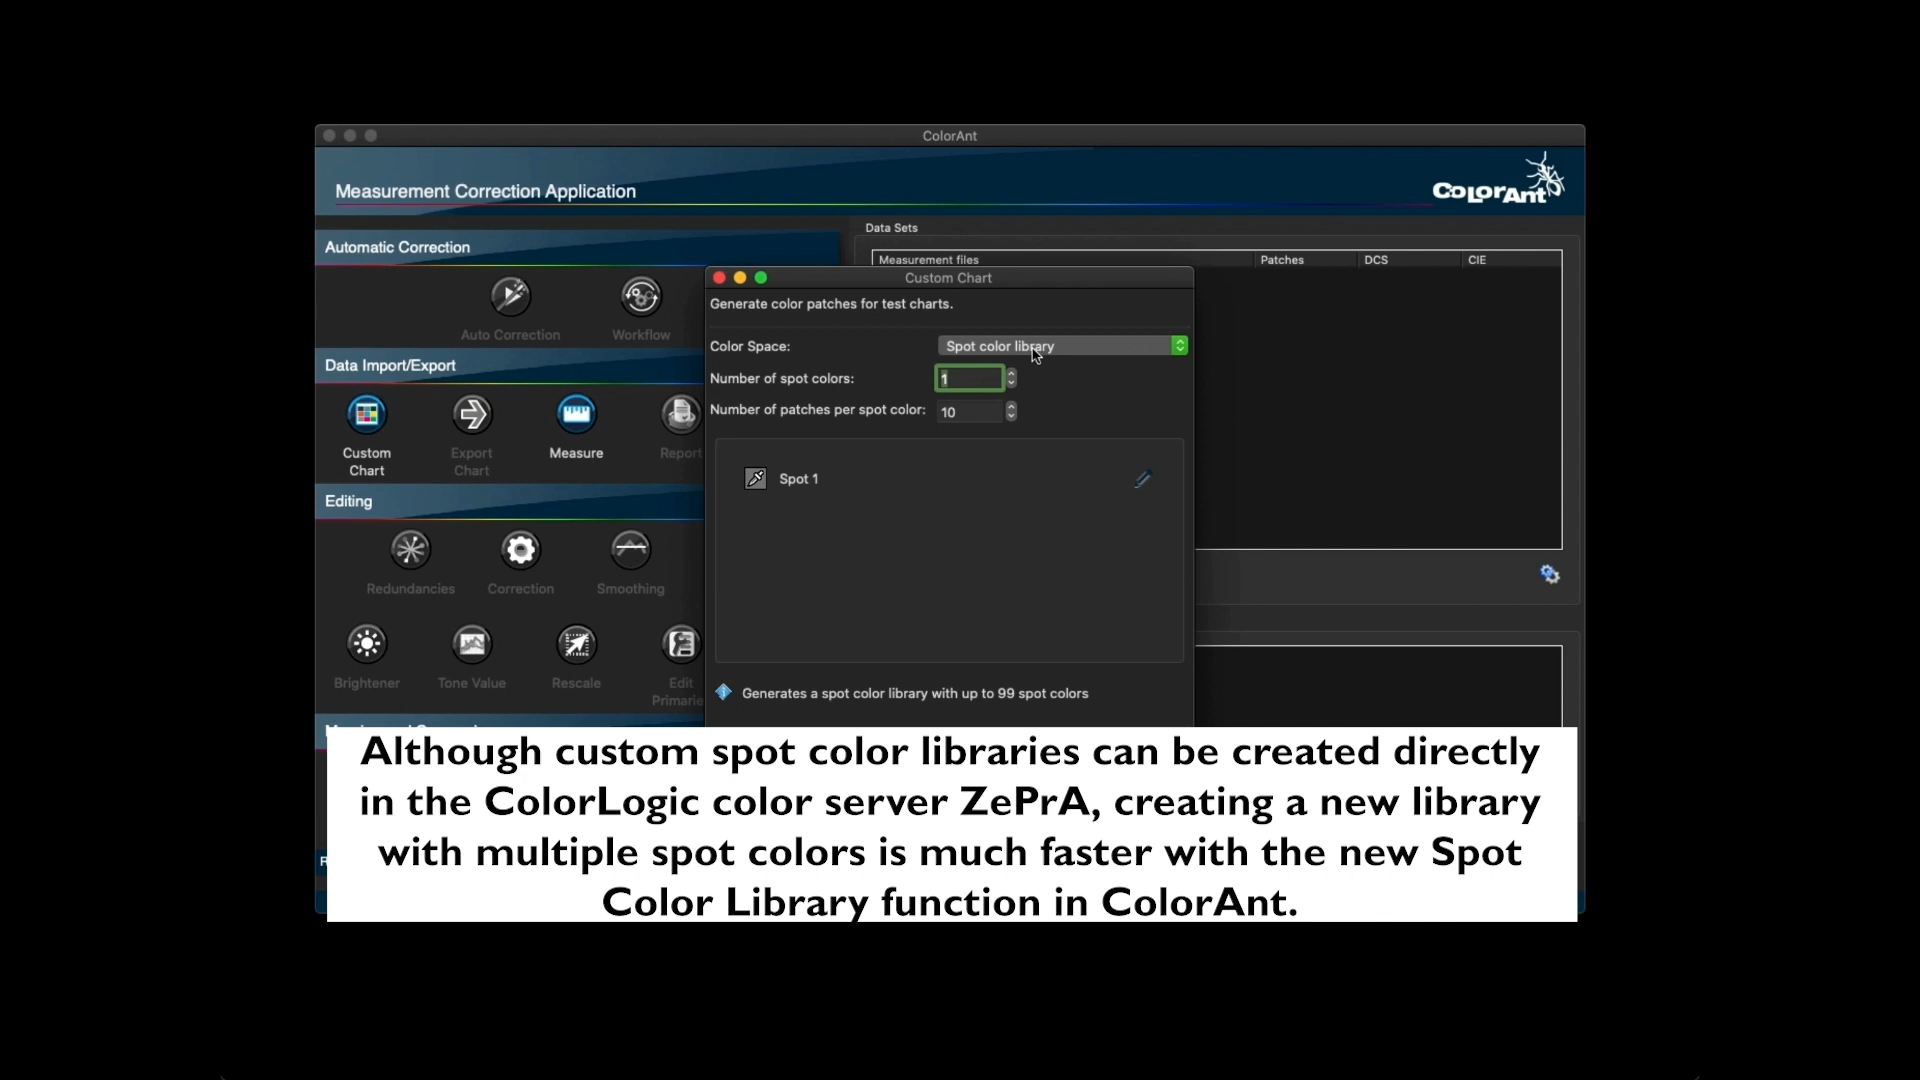 ColorAnt
Measurement Correction Application
ColorAnt
Automatic Correction
Auto Correction
Workflow
Data Import/Export
Custom
Chart
Export
Chart
Measure
Report
Editing
Redundancies
Correction
Smoothing
Brightener
Tone Value
Rescale
Edit
Data Sets
Measurement files
Patches
DCS
CIE
Custom Chart
Generate color patches for test charts.
Color Space:
Spot color library
Number of spot colors:
1
Number of patches per spot color:
10
Spot 1
Generates a spot color library with up to 99 spot colors
Although custom spot color libraries can be created directly
in the ColorLogic color server ZePrA, creating a new library
with multiple spot colors is much faster with the new Spot
Color Library function in ColorAnt.